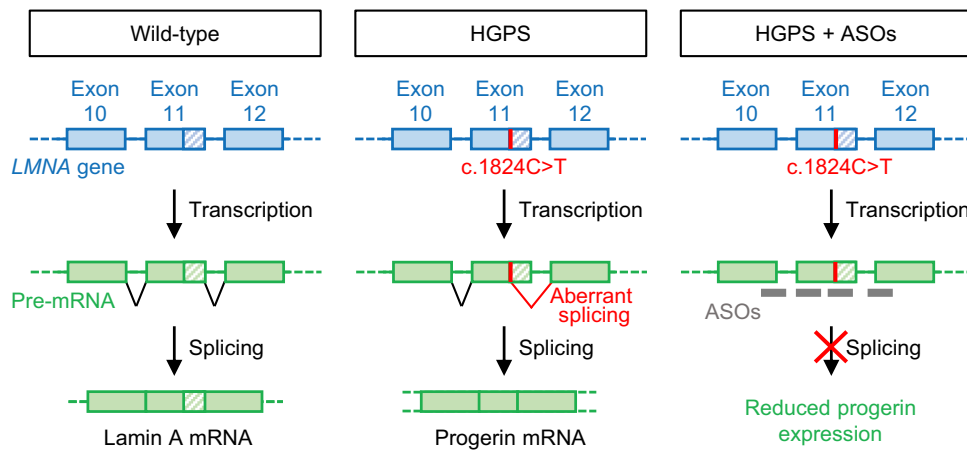 Wild-type
HGPS
HGPS + ASOs
Exon 10
Exon 11
Exon 12
Exon 10
Exon 11
Exon 12
Exon 10
Exon 11
Exon 12
LMNA gene
c.1824C>T
c.1824C>T
Transcription
Transcription
Transcription
Pre-mRNA
Aberrant
splicing
ASOs
Splicing
Splicing
Splicing
Lamin A mRNA
Progerin mRNA
Reduced progerin
expression